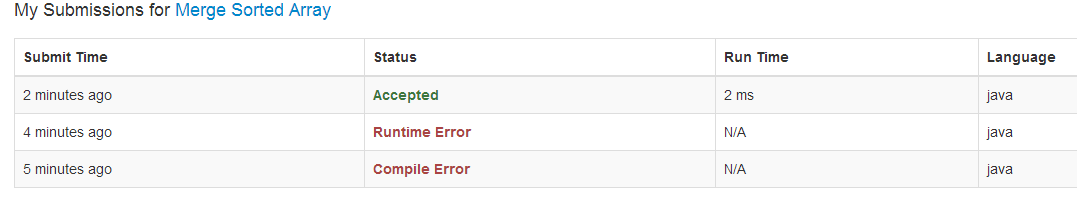 My Submissions for Merge Sorted Array
Submit Time Status Run Time Language
2 minutes ago Accepted 2 ms java
4 minutes ago Runtime Error N/A java
5 minutes ago Compile Error N/A java